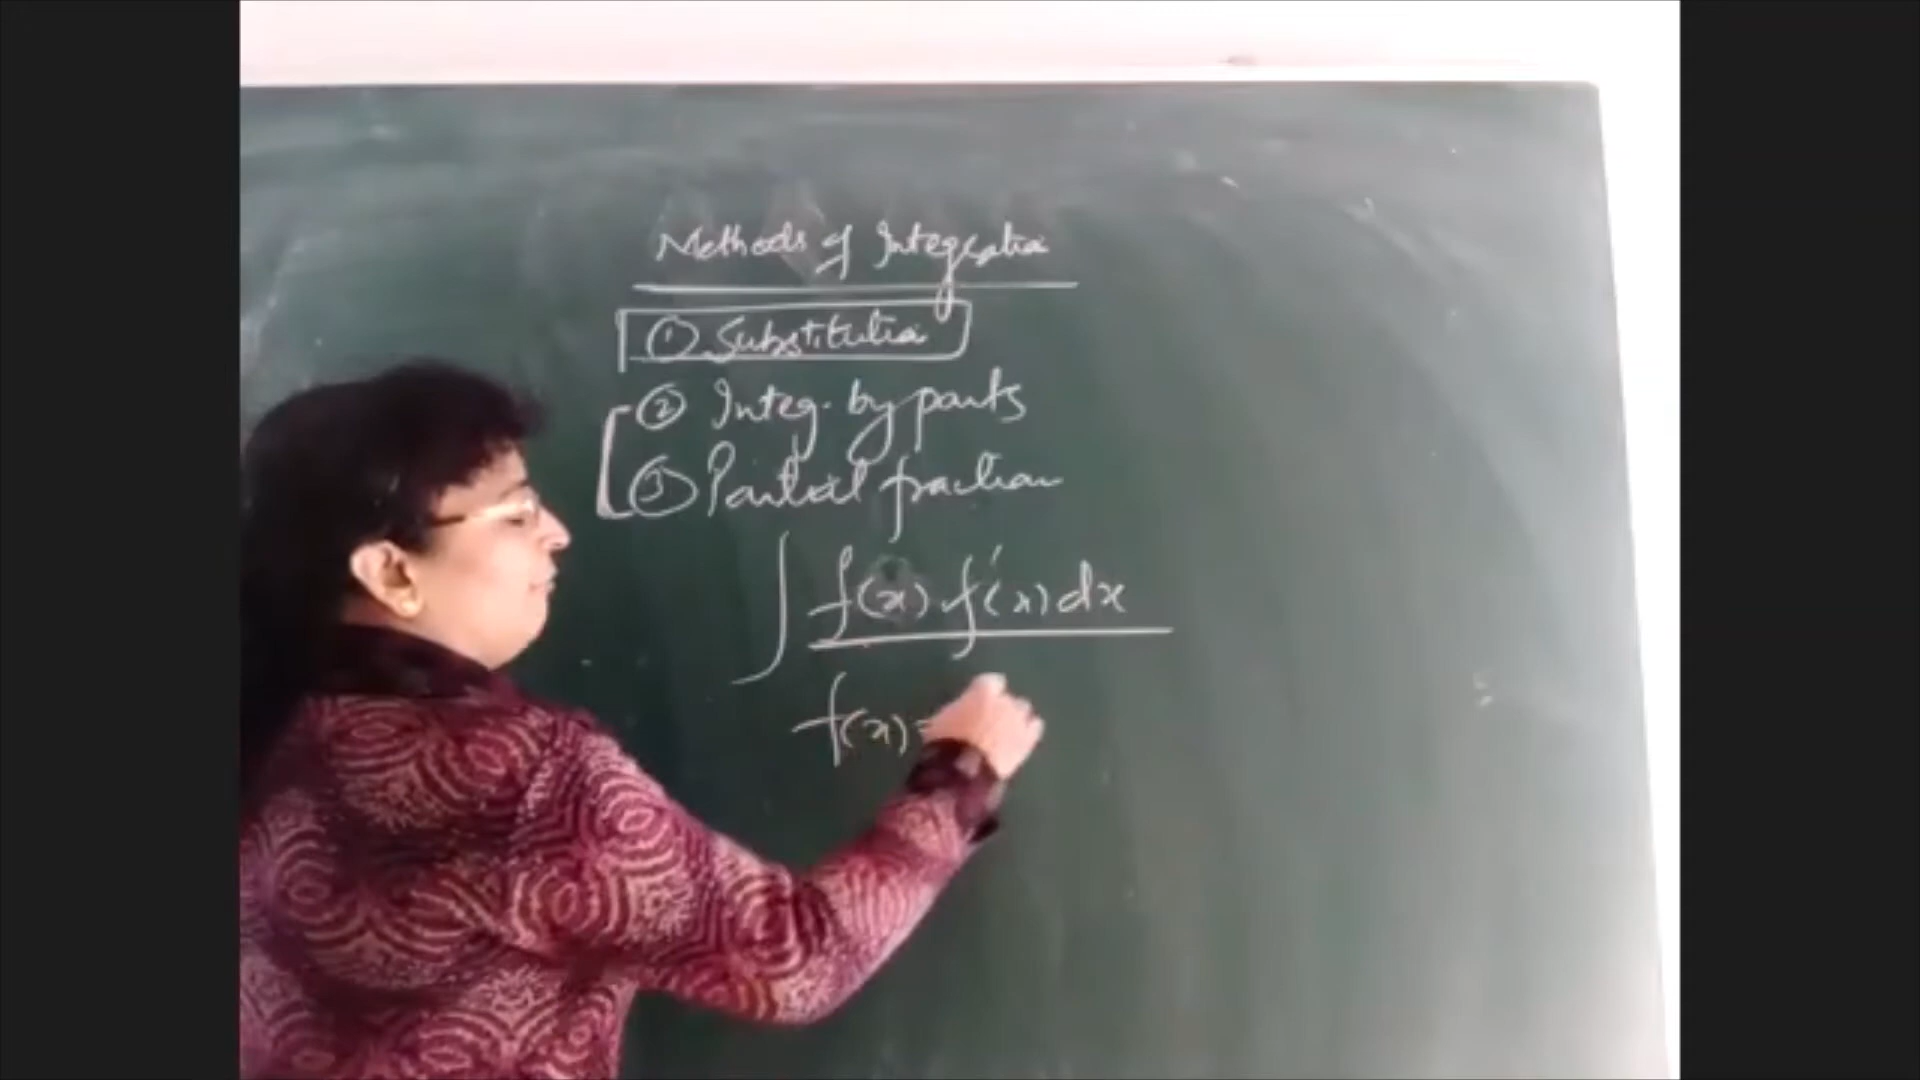 Methods of Integration
① Substitution
② Integ. by parts
③ Partial fraction
∫ f(x) f'(x) dx
f(x) =